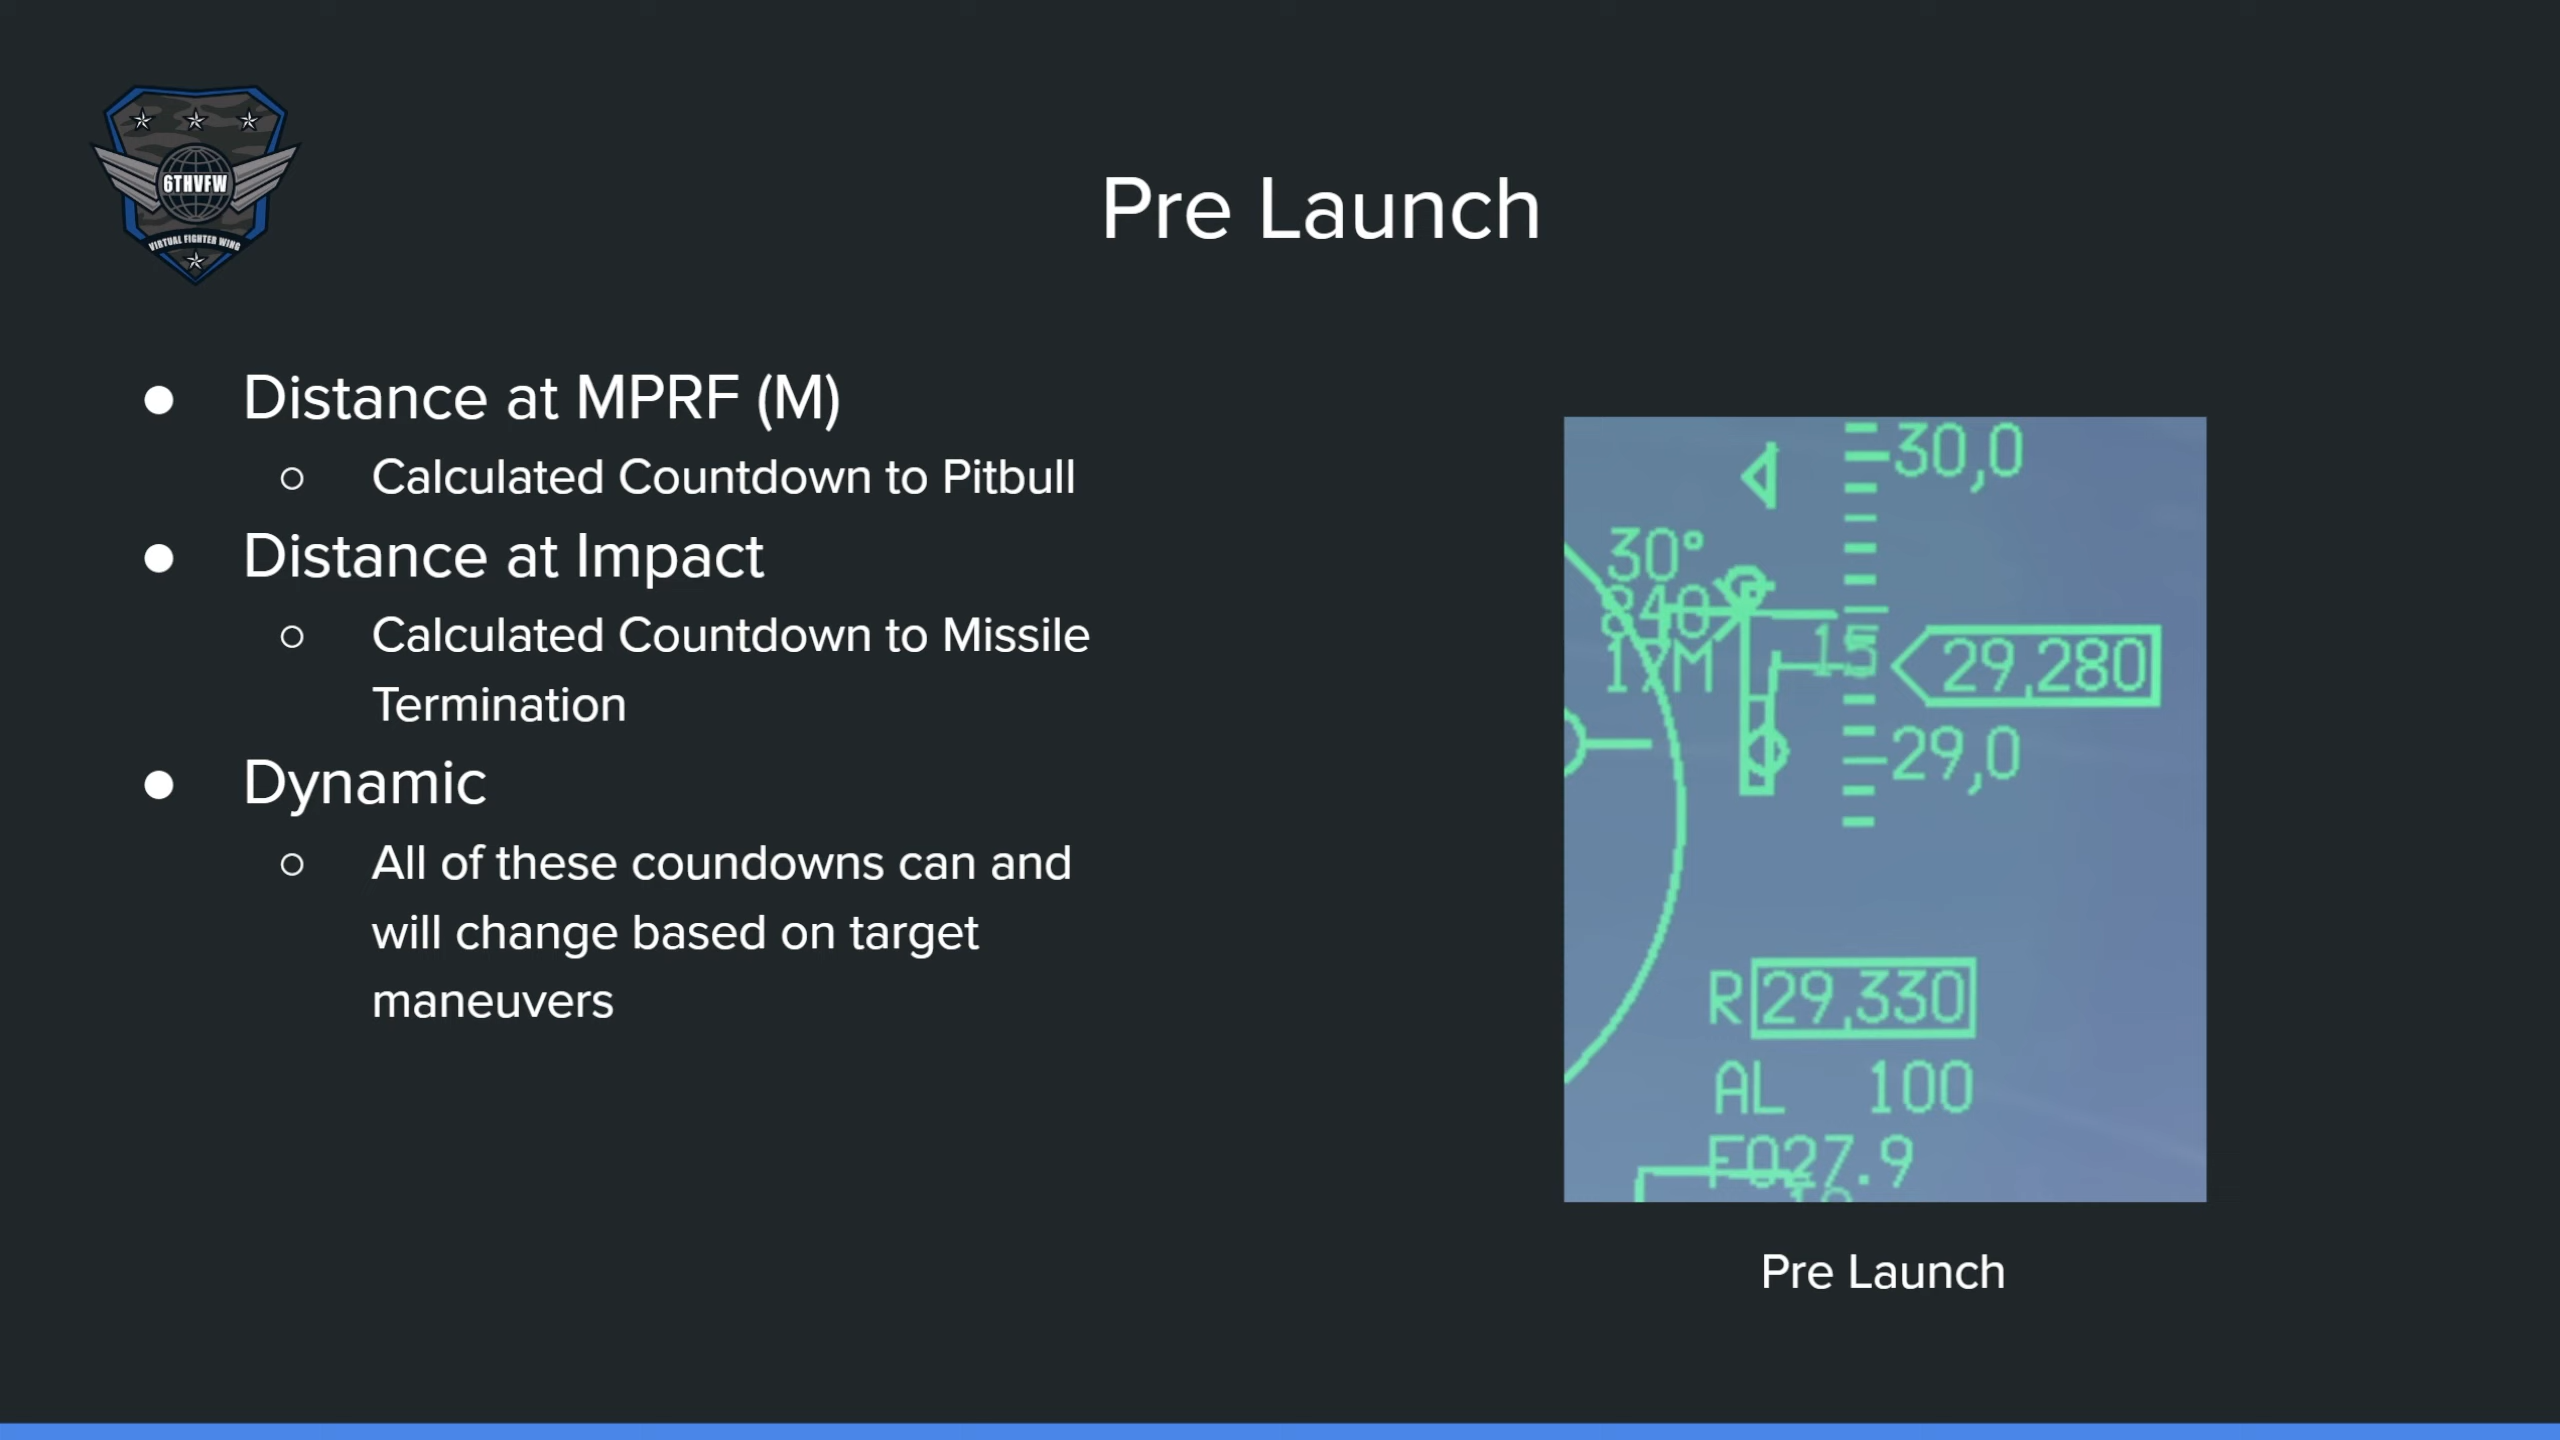 6THVFW
VIRTUAL FIGHTER WING
Pre Launch
● Distance at MPRF (M)
○ Calculated Countdown to Pitbull
● Distance at Impact
○ Calculated Countdown to Missile
Termination
● Dynamic
○ All of these coundowns can and
will change based on target
maneuvers
30,0
30°
840
15
29,280
29,0
R 29,330
AL 100
F027.9
Pre Launch